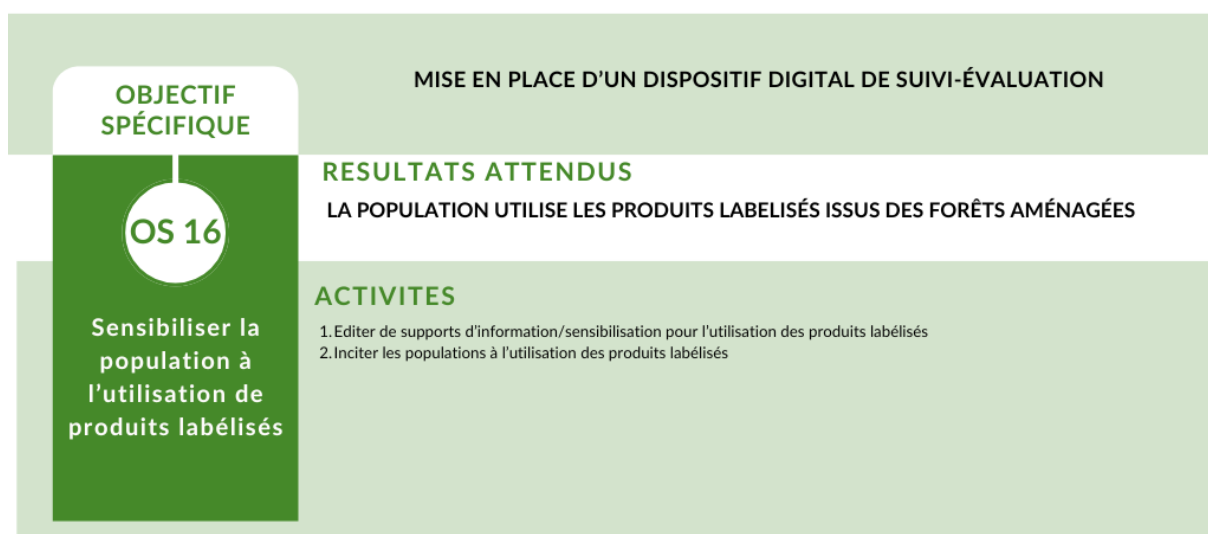 MISE EN PLACE D’UN DISPOSITIF DIGITAL DE SUIVI-ÉVALUATION
OBJECTIF
SPÉCIFIQUE
OS 16
Sensibiliser la
population à
l’utilisation de
produits labélisés
RESULTATS ATTENDUS
LA POPULATION UTILISE LES PRODUITS LABELISÉS ISSUS DES FORÊTS AMÉNAGÉES
ACTIVITES
1. Editer de supports d’information/sensibilisation pour l’utilisation des produits labélisés
2. Inciter les populations à l’utilisation des produits labélisés